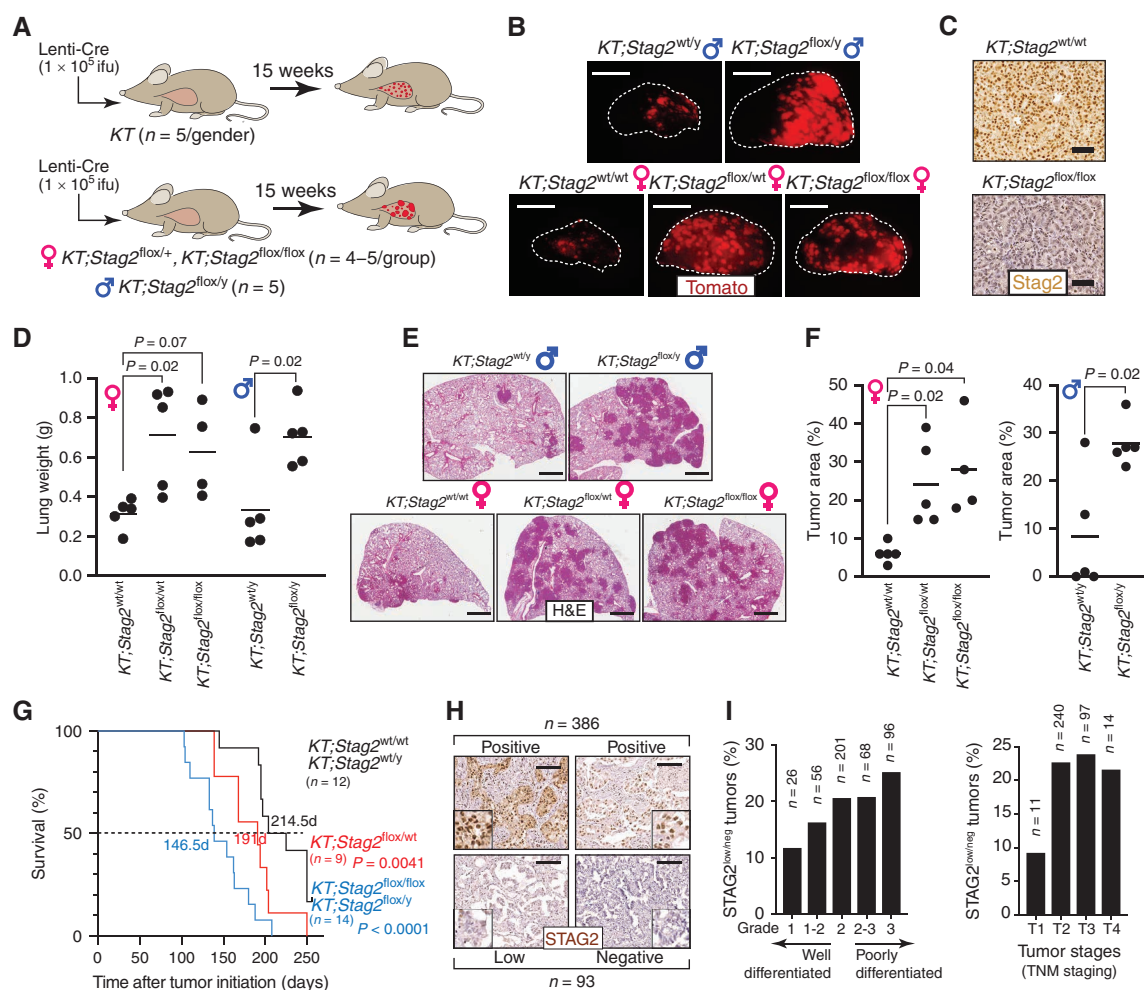 A
Lenti-Cre
(1 × 10⁵ ifu)
15 weeks
KT (n = 5/gender)
Lenti-Cre
(1 × 10⁵ ifu)
15 weeks
♀ KT;Stag2^flox/+, KT;Stag2^flox/flox (n = 4–5/group)
♂ KT;Stag2^flox/y (n = 5)
B
KT;Stag2^wt/y ♂ KT;Stag2^flox/y ♂
KT;Stag2^wt/wt ♀ KT;Stag2^flox/wt ♀ KT;Stag2^flox/flox ♀
Tomato
C
KT;Stag2^wt/wt
KT;Stag2^flox/flox
Stag2
D
P = 0.07
P = 0.02
P = 0.02
♀ ♂
Lung weight (g)
1.0
0.8
0.6
0.4
0.2
0.0
KT;Stag2^wt/wt
KT;Stag2^flox/wt
KT;Stag2^flox/flox
KT;Stag2^wt/y
KT;Stag2^flox/y
E
KT;Stag2^wt/y ♂ KT;Stag2^flox/y ♂
KT;Stag2^wt/wt ♀ KT;Stag2^flox/wt ♀ KT;Stag2^flox/flox ♀
H&E
F
P = 0.04
P = 0.02
♀
Tumor area (%)
50
40
30
20
10
0
KT;Stag2^wt/wt
KT;Stag2^flox/wt
KT;Stag2^flox/flox
P = 0.02
♂
Tumor area (%)
40
30
20
10
0
KT;Stag2^wt/y
KT;Stag2^flox/y
G
Survival (%)
100
50
0
KT;Stag2^wt/wt
KT;Stag2^wt/y
(n = 12)
214.5d
191d
146.5d
KT;Stag2^flox/wt
(n = 9) P = 0.0041
KT;Stag2^flox/flox
KT;Stag2^flox/y
(n = 14) P < 0.0001
0 50 100 150 200 250
Time after tumor initiation (days)
H
n = 386
Positive Positive
STAG2
Low Negative
n = 93
I
STAG2^low/neg tumors (%)
30
20
10
0
n = 26
n = 56
n = 201
n = 68
n = 96
Grade 1 1-2 2 2-3 3
Well differentiated
Poorly differentiated
STAG2^low/neg tumors (%)
30
20
10
0
n = 11
n = 240
n = 97
n = 14
T1 T2 T3 T4
Tumor stages
(TNM staging)